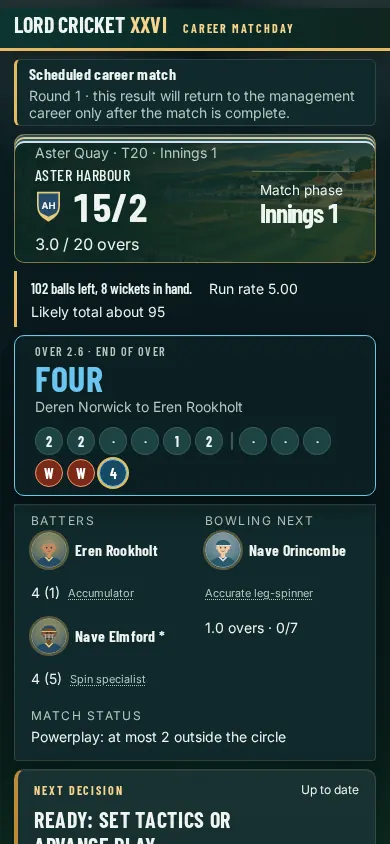 LORD CRICKET XXVI CAREER MATCHDAY
Scheduled career match
Round 1 · this result will return to the management
career only after the match is complete.
Aster Quay · T20 · Innings 1
ASTER HARBOUR
AH 15/2
3.0 / 20 overs
Match phase
Innings 1
102 balls left, 8 wickets in hand. Run rate 5.00
Likely total about 95
OVER 2.6 · END OF OVER
FOUR
Deren Norwick to Eren Rookholt
2 2 · · 1 2 | · · ·
W W 4
BATTERS
Eren Rookholt
4 (1) Accumulator
Nave Elmford *
4 (5) Spin specialist
BOWLING NEXT
Nave Orincombe
Accurate leg-spinner
1.0 overs · 0/7
MATCH STATUS
Powerplay: at most 2 outside the circle
NEXT DECISION Up to date
READY: SET TACTICS OR
ADVANCE PLAY